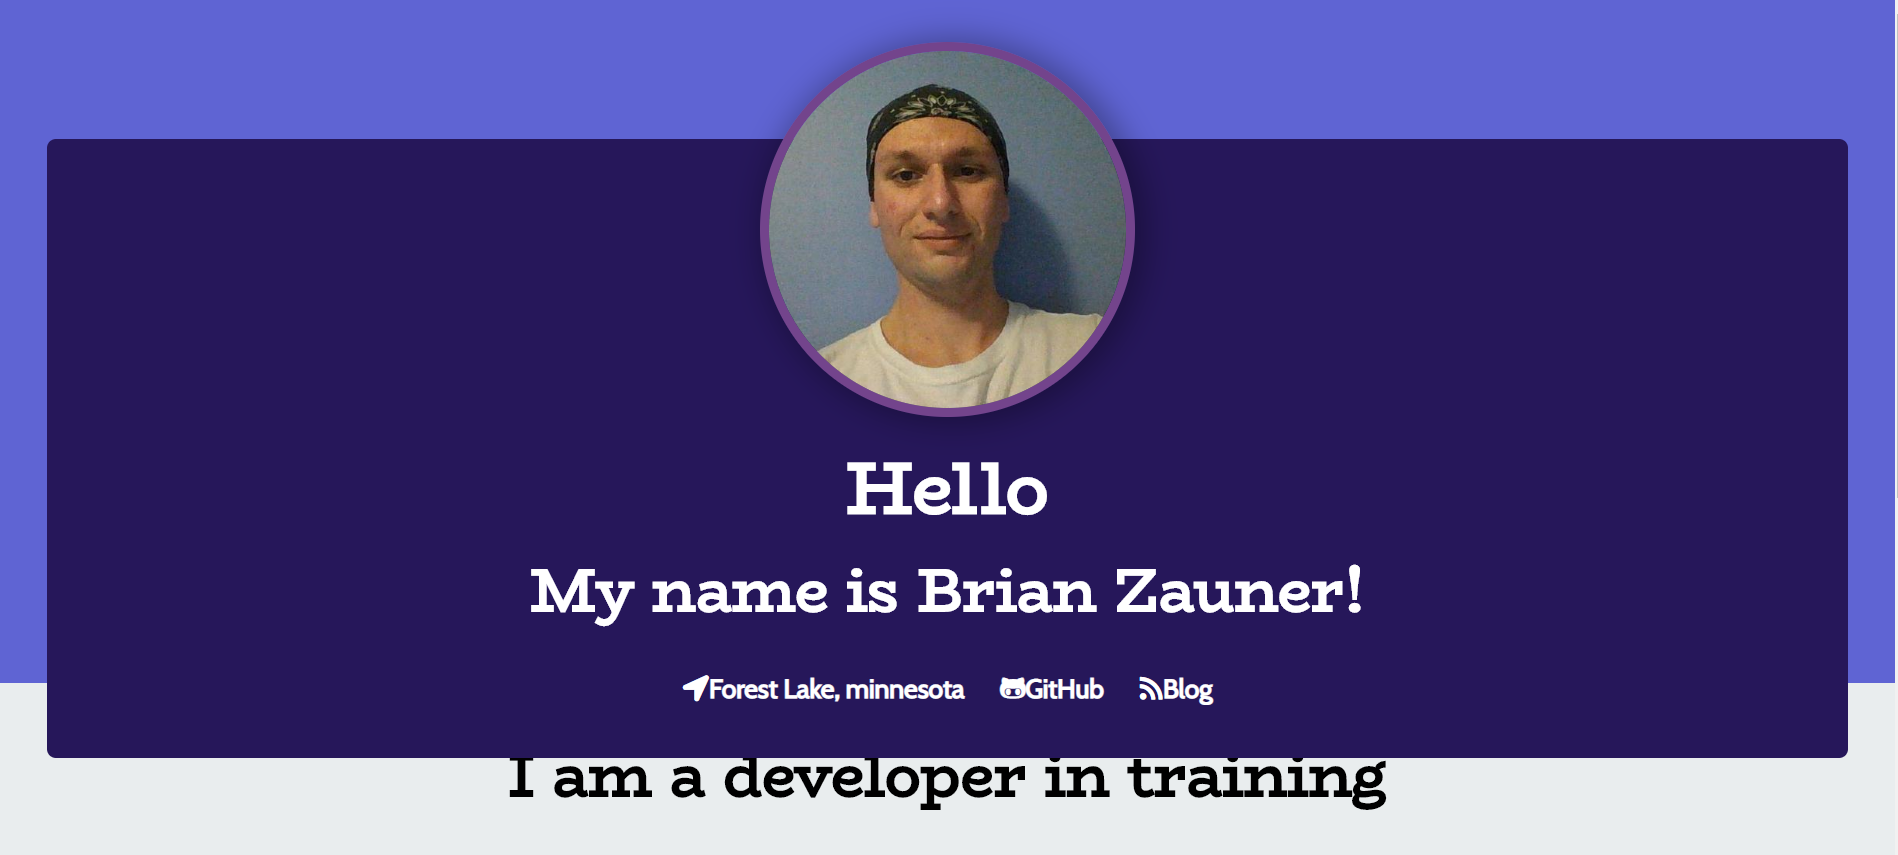 Hello
My name is Brian Zauner!
Forest Lake, minnesota GitHub Blog
I am a developer in training